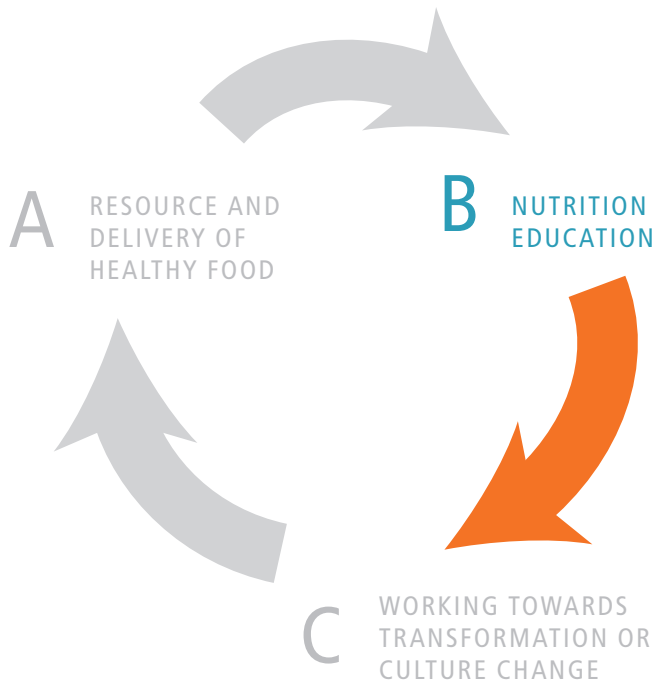 A
RESOURCE AND
DELIVERY OF
HEALTHY FOOD
B
NUTRITION
EDUCATION
C
WORKING TOWARDS
TRANSFORMATION OR
CULTURE CHANGE